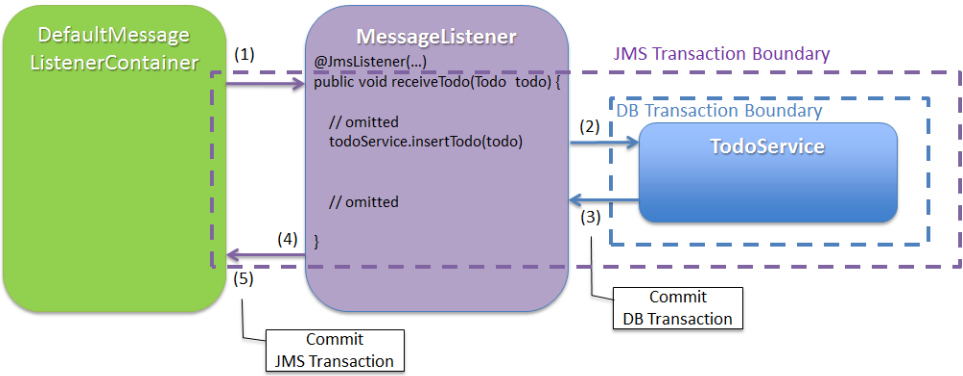 DefaultMessage
ListenerContainer
(1)
MessageListener
@JmsListener(...)
public void receiveTodo(Todo todo) {
// omitted
todoService.insertTodo(todo)
// omitted
}
JMS Transaction Boundary
DB Transaction Boundary
(2)
TodoService
(3)
(4)
(5)
Commit
DB Transaction
Commit
JMS Transaction